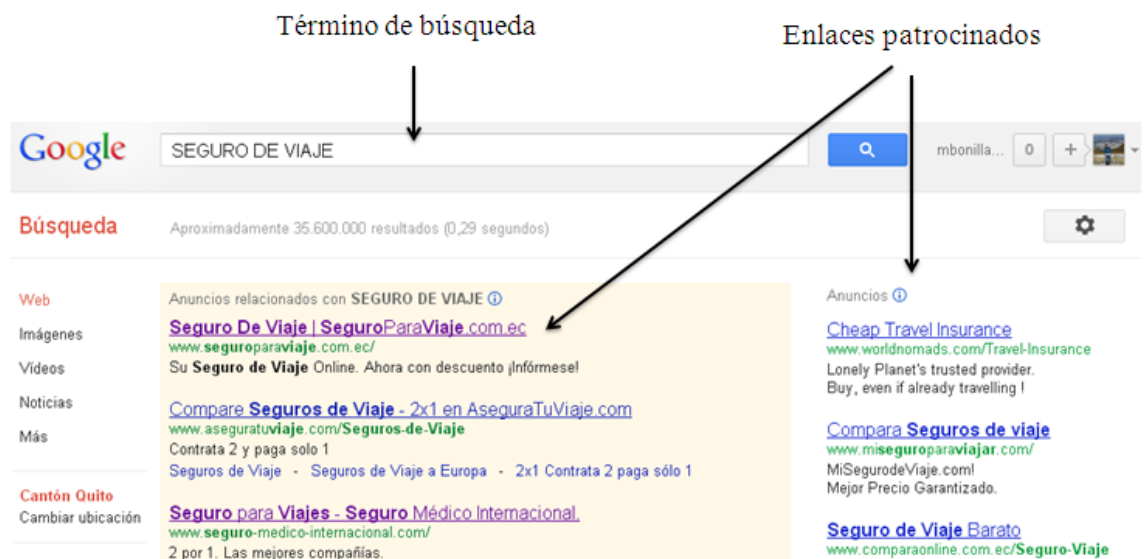 Término de búsqueda
Enlaces patrocinados
Google
SEGURO DE VIAJE
mbonilla... 0 +
Búsqueda
Aproximadamente 35.600.000 resultados (0,29 segundos)
Web
Imágenes
Vídeos
Noticias
Más
Cantón Quito
Cambiar ubicación
Anuncios relacionados con SEGURO DE VIAJE
Seguro De Viaje | SeguroParaViaje.com.ec
www.seguroparaviaje.com.ec/
Su Seguro de Viaje Online. Ahora con descuento ¡Infórmese!
Compare Seguros de Viaje - 2x1 en AseguraTuViaje.com
www.aseguratuviaje.com/Seguros-de-Viaje
Contrata 2 y paga solo 1
Seguros de Viaje - Seguros de Viaje a Europa - 2x1 Contrata 2 paga sólo 1
Seguro para Viajes - Seguro Médico Internacional.
www.seguro-medico-internacional.com/
2 por 1. Las mejores compañías.
Anuncios
Cheap Travel Insurance
www.worldnomads.com/Travel-Insurance
Lonely Planet's trusted provider.
Buy, even if already travelling !
Compara Seguros de viaje
www.miseguroparaviajar.com/
MiSegurodeViaje.com!
Mejor Precio Garantizado.
Seguro de Viaje Barato
www.comparaonline.com.ec/Seguro-Viaje